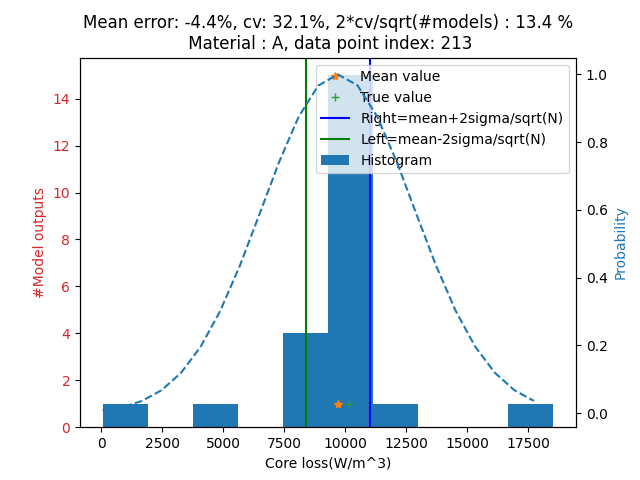 Mean error: -4.4%, cv: 32.1%, 2*cv/sqrt(#models) : 13.4 %
Material : A, data point index: 213
Mean value
True value
Right=mean+2sigma/sqrt(N)
Left=mean-2sigma/sqrt(N)
Histogram
#Model outputs
14
12
10
8
6
4
2
0
1.0
0.8
0.6
0.4
0.2
0.0
Probability
0
2500
5000
7500
10000
12500
15000
17500
Core loss(W/m^3)